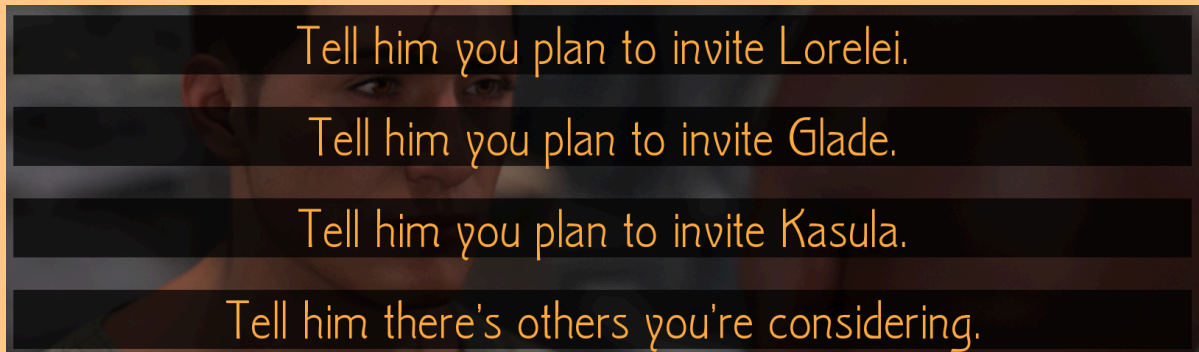 Tell him you plan to invite Lorelei.
Tell him you plan to invite Glade.
Tell him you plan to invite Kasula.
Tell him there's others you're considering.